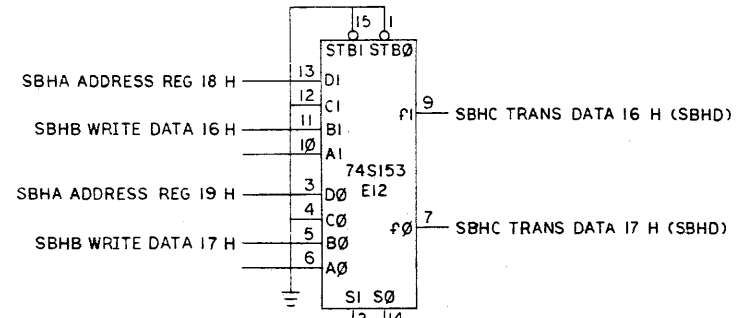 15 1
STB1 STBØ
SBHA ADDRESS REG 18 H 13 D1
12 C1
SBHB WRITE DATA 16 H 11 B1
f1 9 SBHC TRANS DATA 16 H (SBHD)
1Ø A1
74S153
E12
SBHA ADDRESS REG 19 H 3 DØ
4 CØ
SBHB WRITE DATA 17 H 5 BØ
fØ 7 SBHC TRANS DATA 17 H (SBHD)
6 AØ
S1 SØ
14